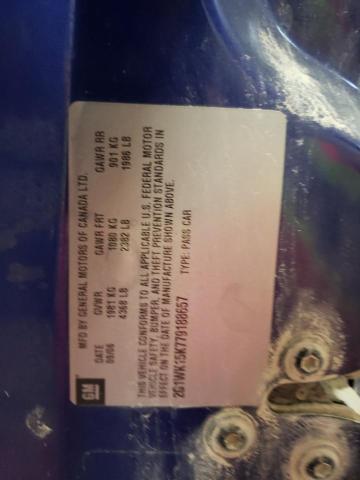 MFD BY GENERAL MOTORS OF CANADA LTD.
DATE GVWR GAWR FRT GAWR RR
09/06 1981 KG 1080 KG 901 KG
4368 LB 2382 LB 1986 LB
THIS VEHICLE CONFORMS TO ALL APPLICABLE U.S. FEDERAL MOTOR
VEHICLE SAFETY, BUMPER, AND THEFT PREVENTION STANDARDS IN
EFFECT ON THE DATE OF MANUFACTURE SHOWN ABOVE.
2G1WK15K779188657 TYPE: PASS CAR
GM